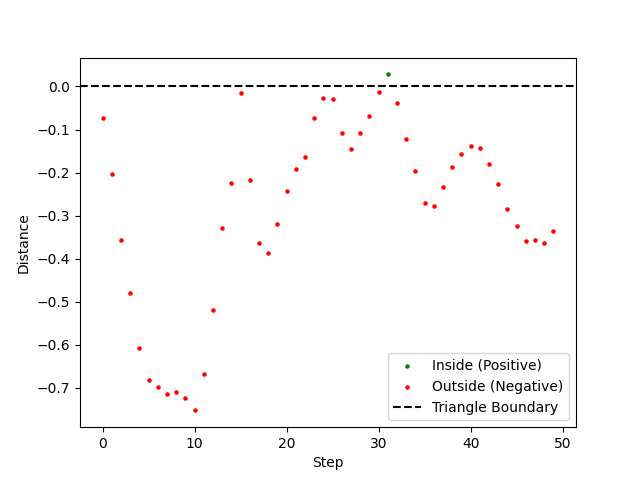 0.0
−0.1
−0.2
−0.3
−0.4
−0.5
−0.6
−0.7
Distance
0 10 20 30 40 50
Step
Inside (Positive)
Outside (Negative)
Triangle Boundary